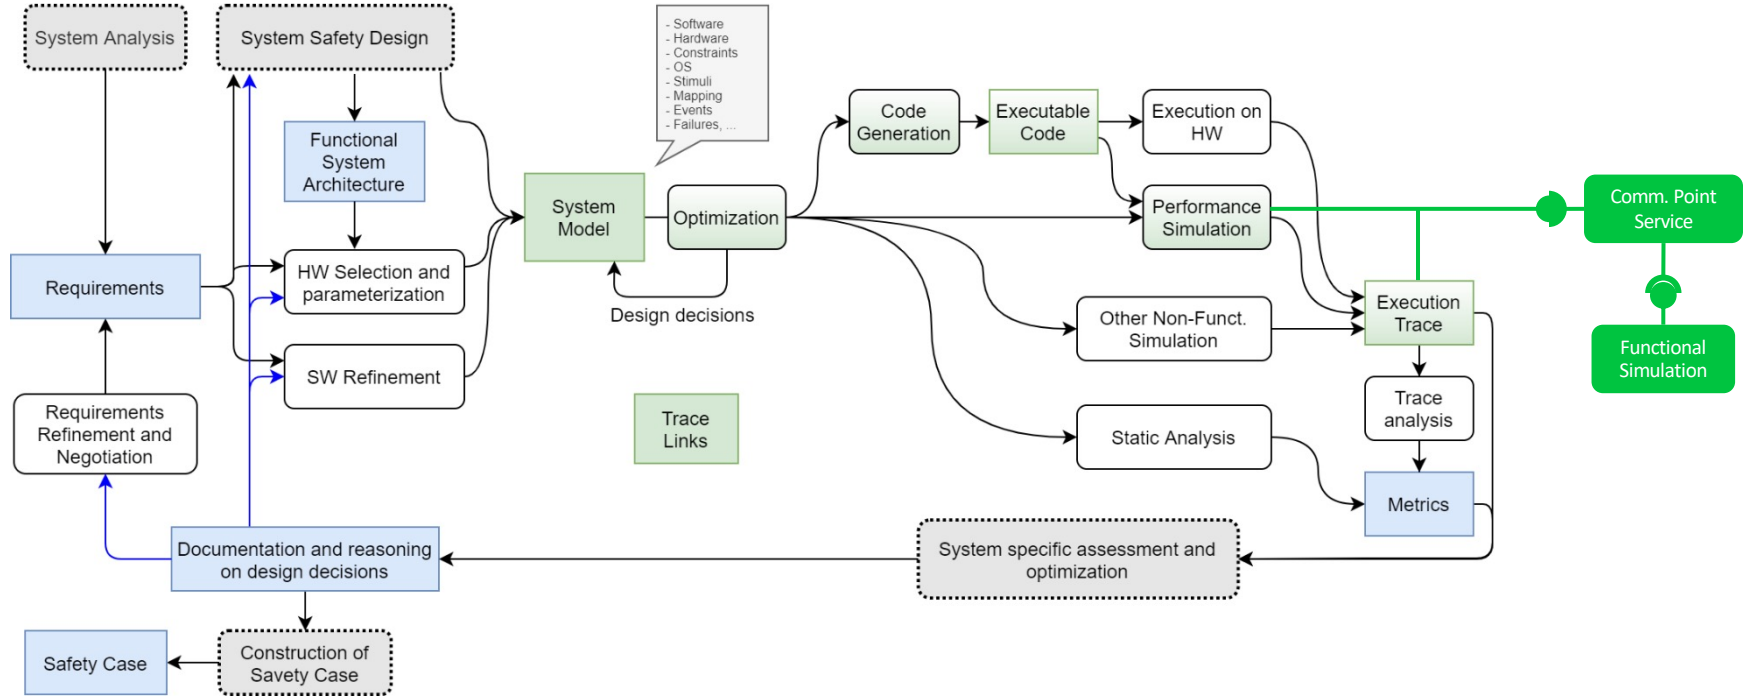 System Analysis
System Safety Design
- Software
- Hardware
- Constraints
- OS
- Stimuli
- Mapping
- Events
- Failures, ...
Functional
System
Architecture
Code
Generation
Executable
Code
Execution on
HW
System
Model
Optimization
Performance
Simulation
Comm. Point
Service
Requirements
HW Selection and
parameterization
Design decisions
Other Non-Funct.
Simulation
Execution
Trace
Functional
Simulation
SW Refinement
Requirements
Refinement and
Negotiation
Trace
Links
Static Analysis
Trace
analysis
Metrics
Documentation and reasoning
on design decisions
System specific assessment and
optimization
Safety Case
Construction of
Savety Case